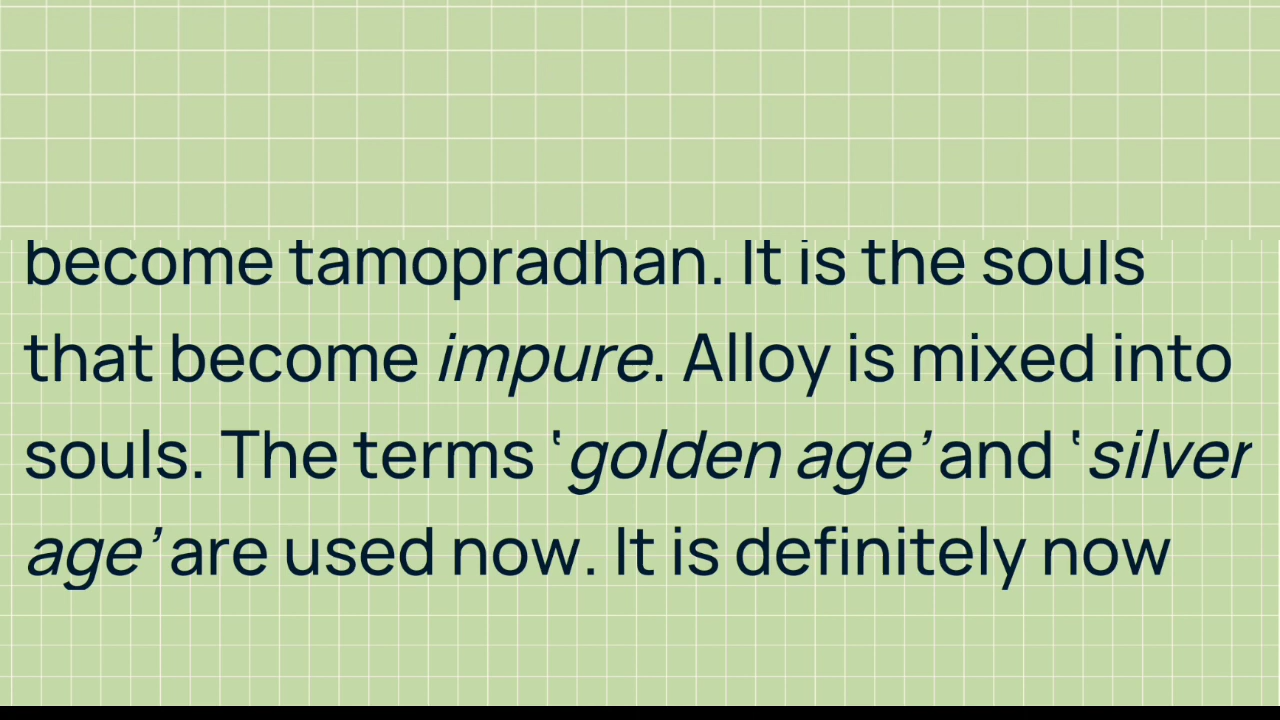 become tamopradhan. It is the souls
that become impure. Alloy is mixed into
souls. The terms ‛golden age’ and ‛silver
age’ are used now. It is definitely now